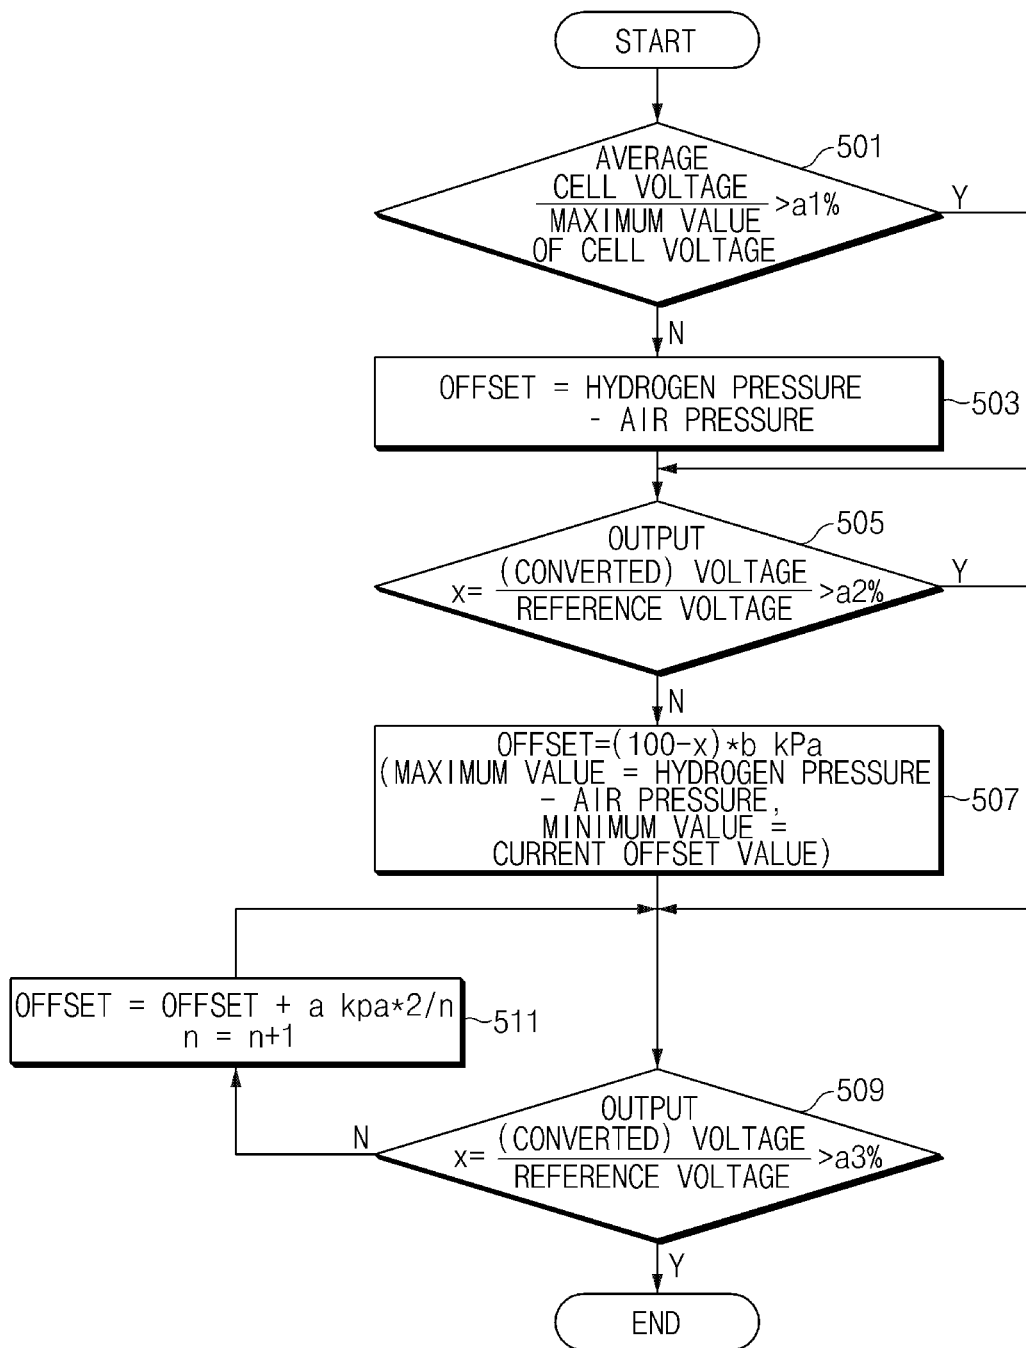 START
501
AVERAGE
CELL VOLTAGE
MAXIMUM VALUE
OF CELL VOLTAGE
>a1%
Y
N
OFFSET = HYDROGEN PRESSURE
- AIR PRESSURE
503
505
OUTPUT
(CONVERTED) VOLTAGE
x=
REFERENCE VOLTAGE
>a2%
Y
N
OFFSET=(100-x)*b kPa
(MAXIMUM VALUE = HYDROGEN PRESSURE
- AIR PRESSURE,
MINIMUM VALUE =
CURRENT OFFSET VALUE)
507
OFFSET = OFFSET + a kpa*2/n
n = n+1
511
509
OUTPUT
(CONVERTED) VOLTAGE
x=
REFERENCE VOLTAGE
>a3%
N
Y
END